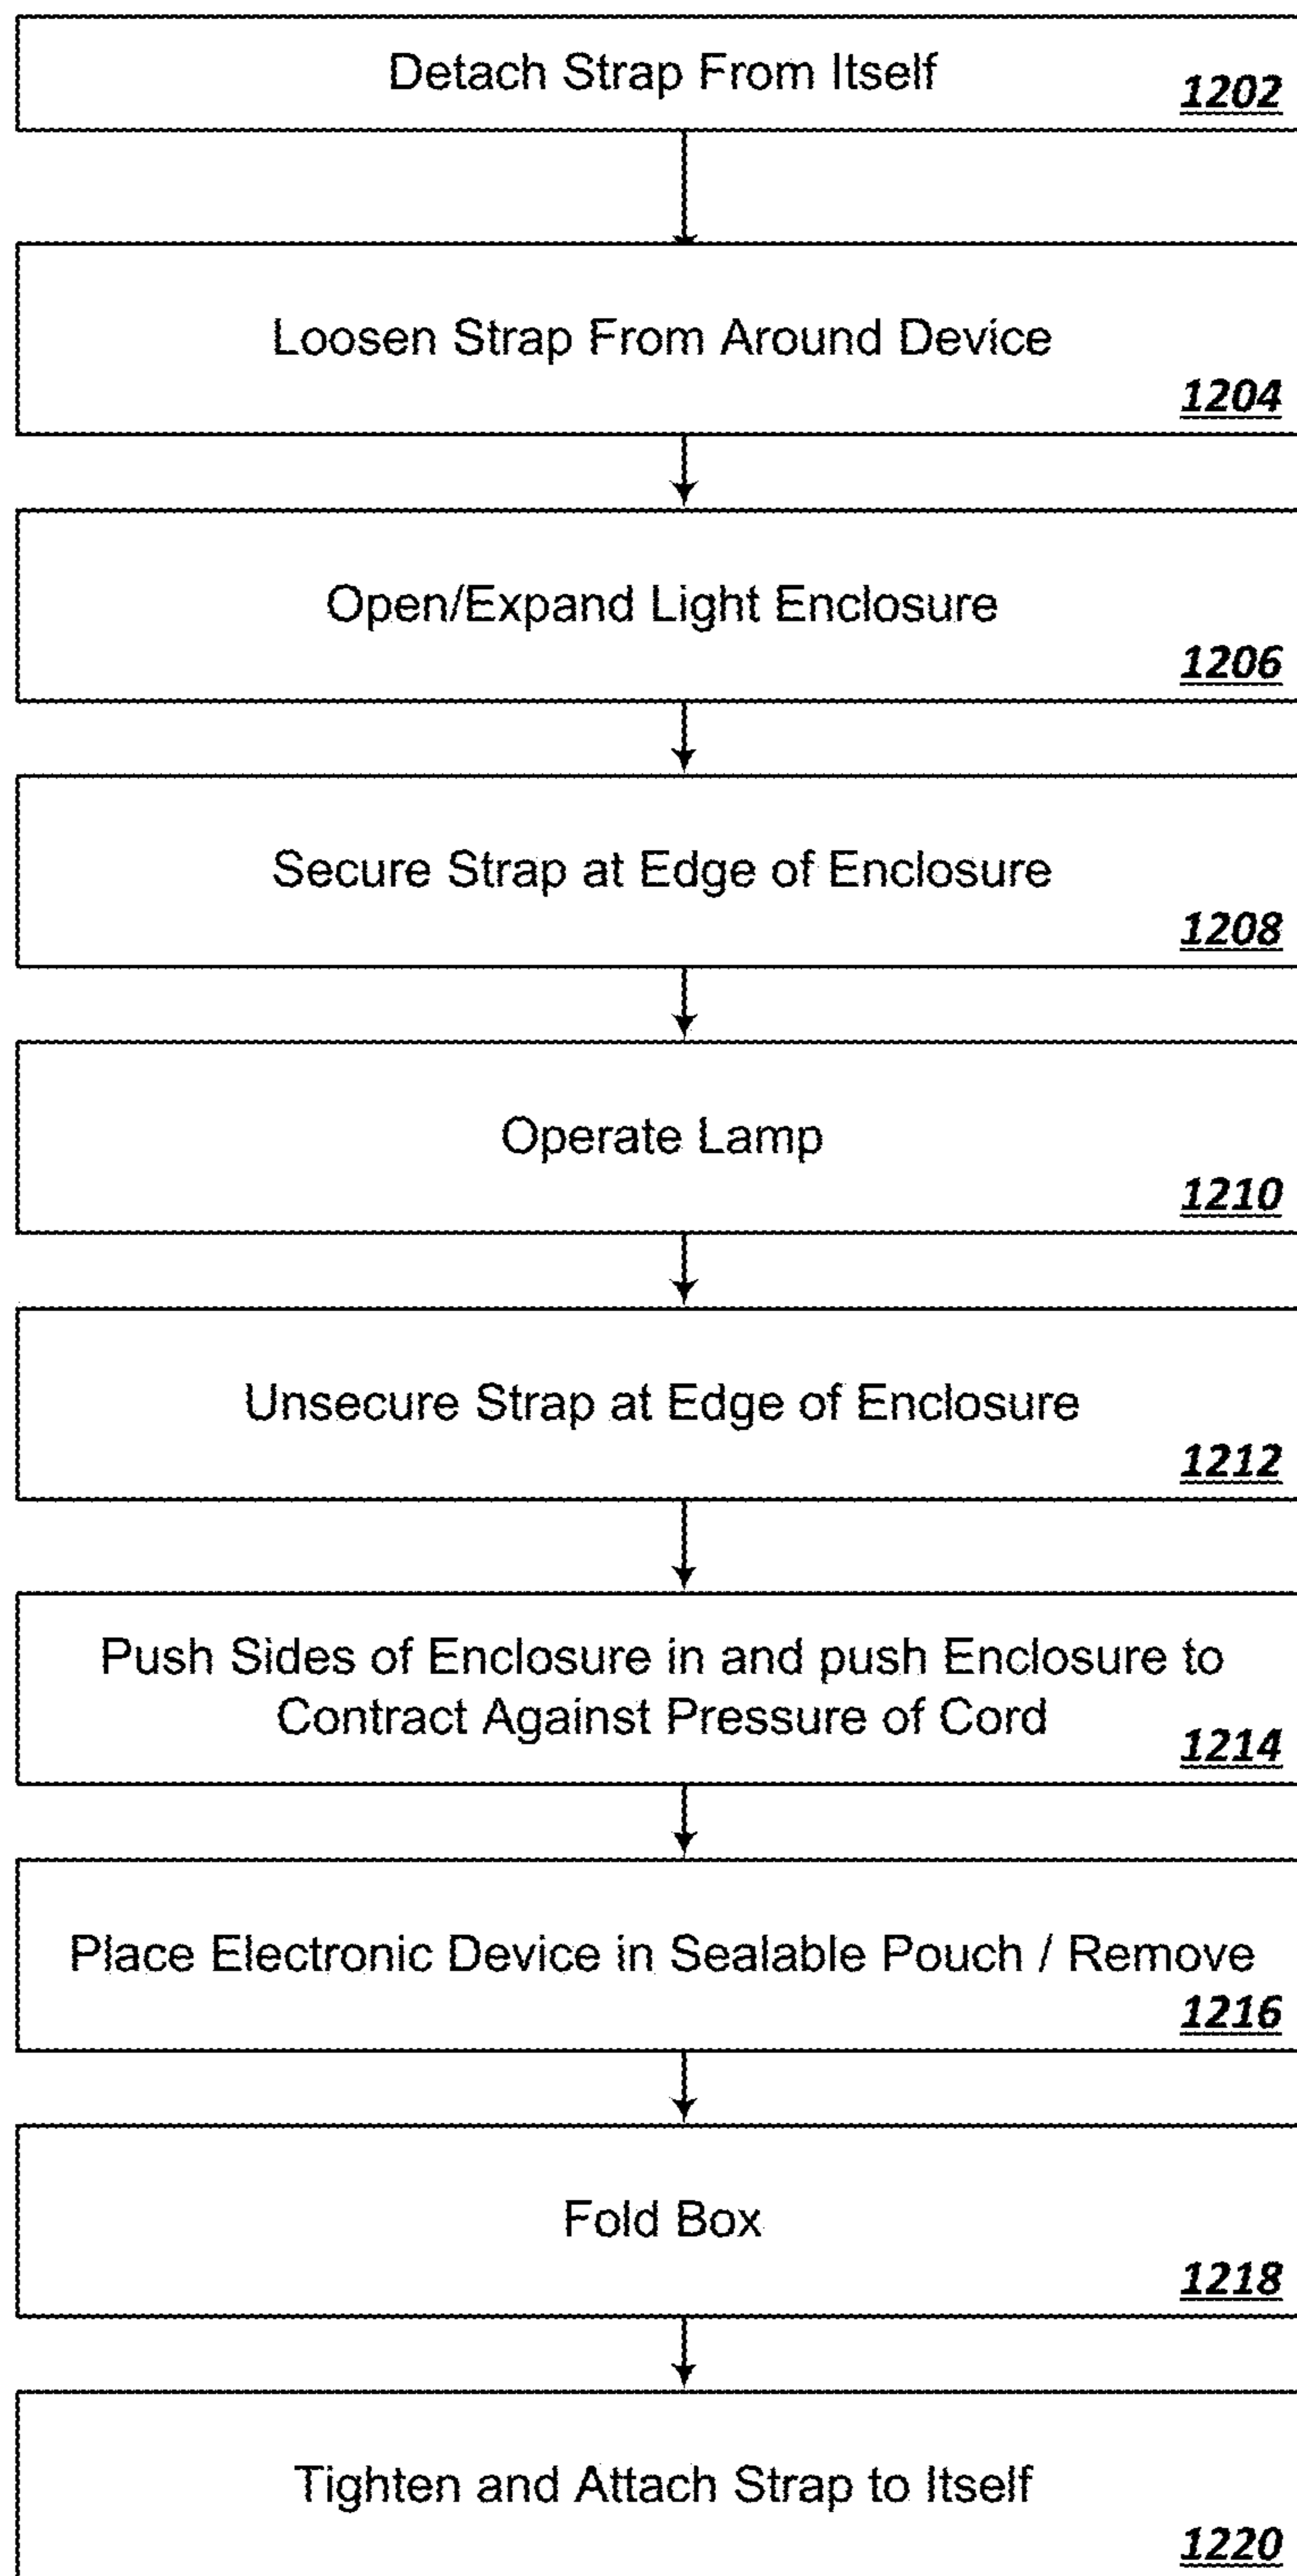 Detach Strap From Itself
1202
Loosen Strap From Around Device
1204
Open/Expand Light Enclosure
1206
Secure Strap at Edge of Enclosure
1208
Operate Lamp
1210
Unsecure Strap at Edge of Enclosure
1212
Push Sides of Enclosure in and push Enclosure to
Contract Against Pressure of Cord
1214
Place Electronic Device in Sealable Pouch / Remove
1216
Fold Box
1218
Tighten and Attach Strap to Itself
1220